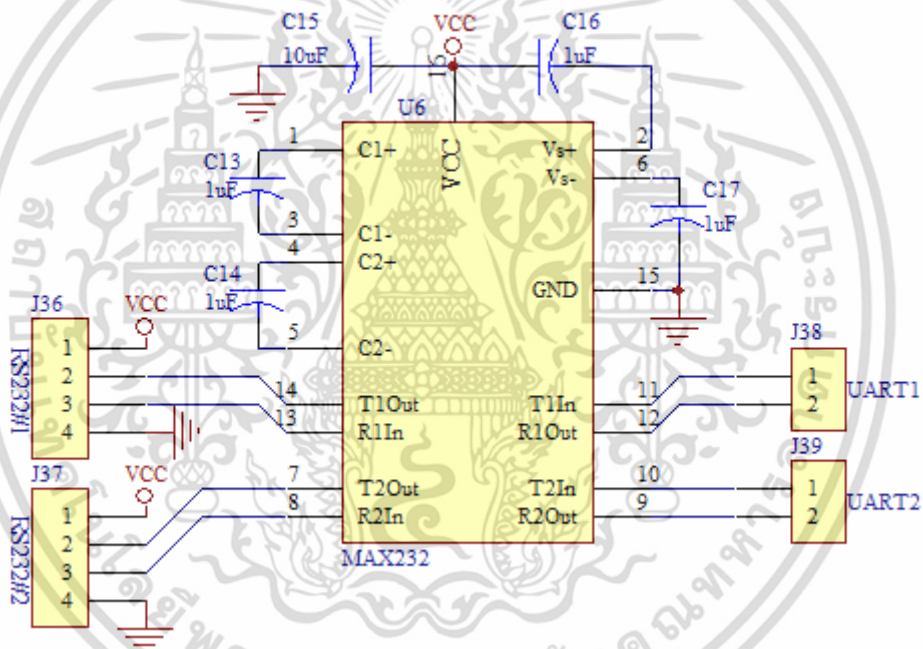 C15
10uF
VCC
C16
1uF
16
U6
1
C1+
VCC
Vs+
2
C13
1uF
Vs-
6
C17
1uF
3
C1-
4
C2+
C14
1uF
GND
15
5
C2-
J36
VCC
RS232#1
1
2
3
4
14
T1Out
13
R1In
T1In
11
R1Out
12
J38
1
2
UART1
J37
VCC
RS232#2
1
2
3
4
7
T2Out
8
R2In
T2In
10
R2Out
9
J39
1
2
UART2
MAX232